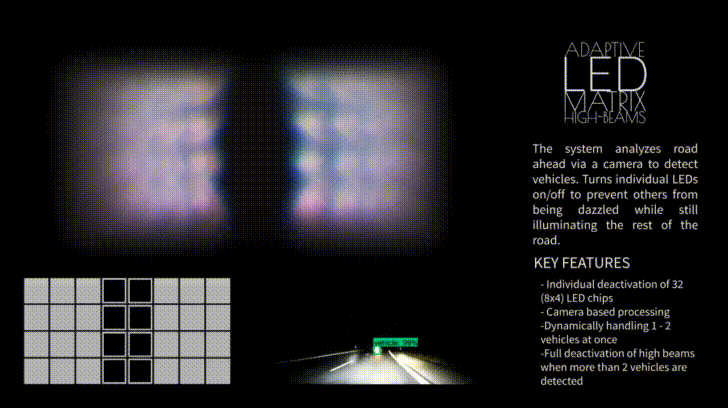 ADAPTIVE
LED
MATRIX
HIGH-BEAMS
The system analyzes road
ahead via a camera to detect
vehicles. Turns individual LEDs
on/off to prevent others from
being dazzled while still
illuminating the rest of the
road.
KEY FEATURES
- Individual deactivation of 32
(8x4) LED chips
- Camera based processing
-Dynamically handling 1 - 2
vehicles at once
-Full deactivation of high beams
when more than 2 vehicles are
detected
vehicle: 99%